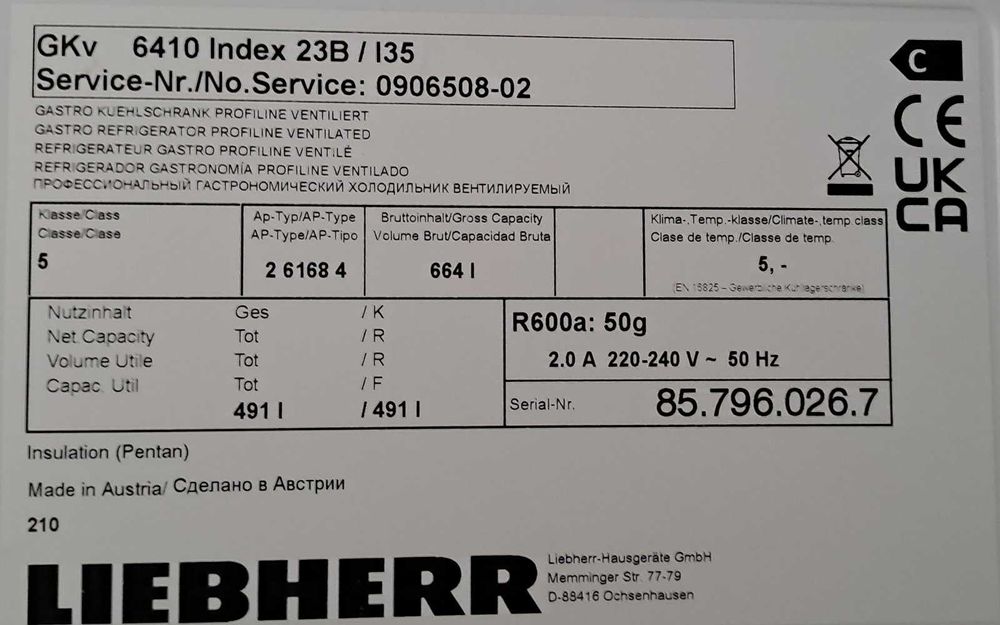 GKv 6410 Index 23B / I35
Service-Nr./No.Service: 0906508-02
C
CE
UK
CA
GASTRO KUEHLSCHRANK PROFILINE VENTILIERT
GASTRO REFRIGERATOR PROFILINE VENTILATED
REFRIGERATEUR GASTRO PROFILINE VENTILÉ
REFRIGERADOR GASTRONOMÍA PROFILINE VENTILADO
ПРОФЕССИОНАЛЬНЫЙ ГАСТРОНОМИЧЕСКИЙ ХОЛОДИЛЬНИК ВЕНТИЛИРУЕМЫЙ
Klasse/Class
Classe/Clase
5
Ap-Typ/AP-Type
AP-Type/AP-Tipo
2 6168 4
Bruttoinhalt/Gross Capacity
Volume Brut/Capacidad Bruta
664 l
Klima-,Temp.-klasse/Climate-,temp.class
Clase de temp./Classe de temp.
5, -
(EN 16825 – Gewerbliche Kühllagerschränke)
Nutzinhalt Ges / K
Net Capacity Tot / R
Volume Utile Tot / R
Capac. Util Tot / F
491 l / 491 l
R600a: 50g
2.0 A 220-240 V ~ 50 Hz
Serial-Nr. 85.796.026.7
Insulation (Pentan)
Made in Austria/ Сделано в Австрии
210
LIEBHERR
Liebherr-Hausgeräte GmbH
Memminger Str. 77-79
D-88416 Ochsenhausen